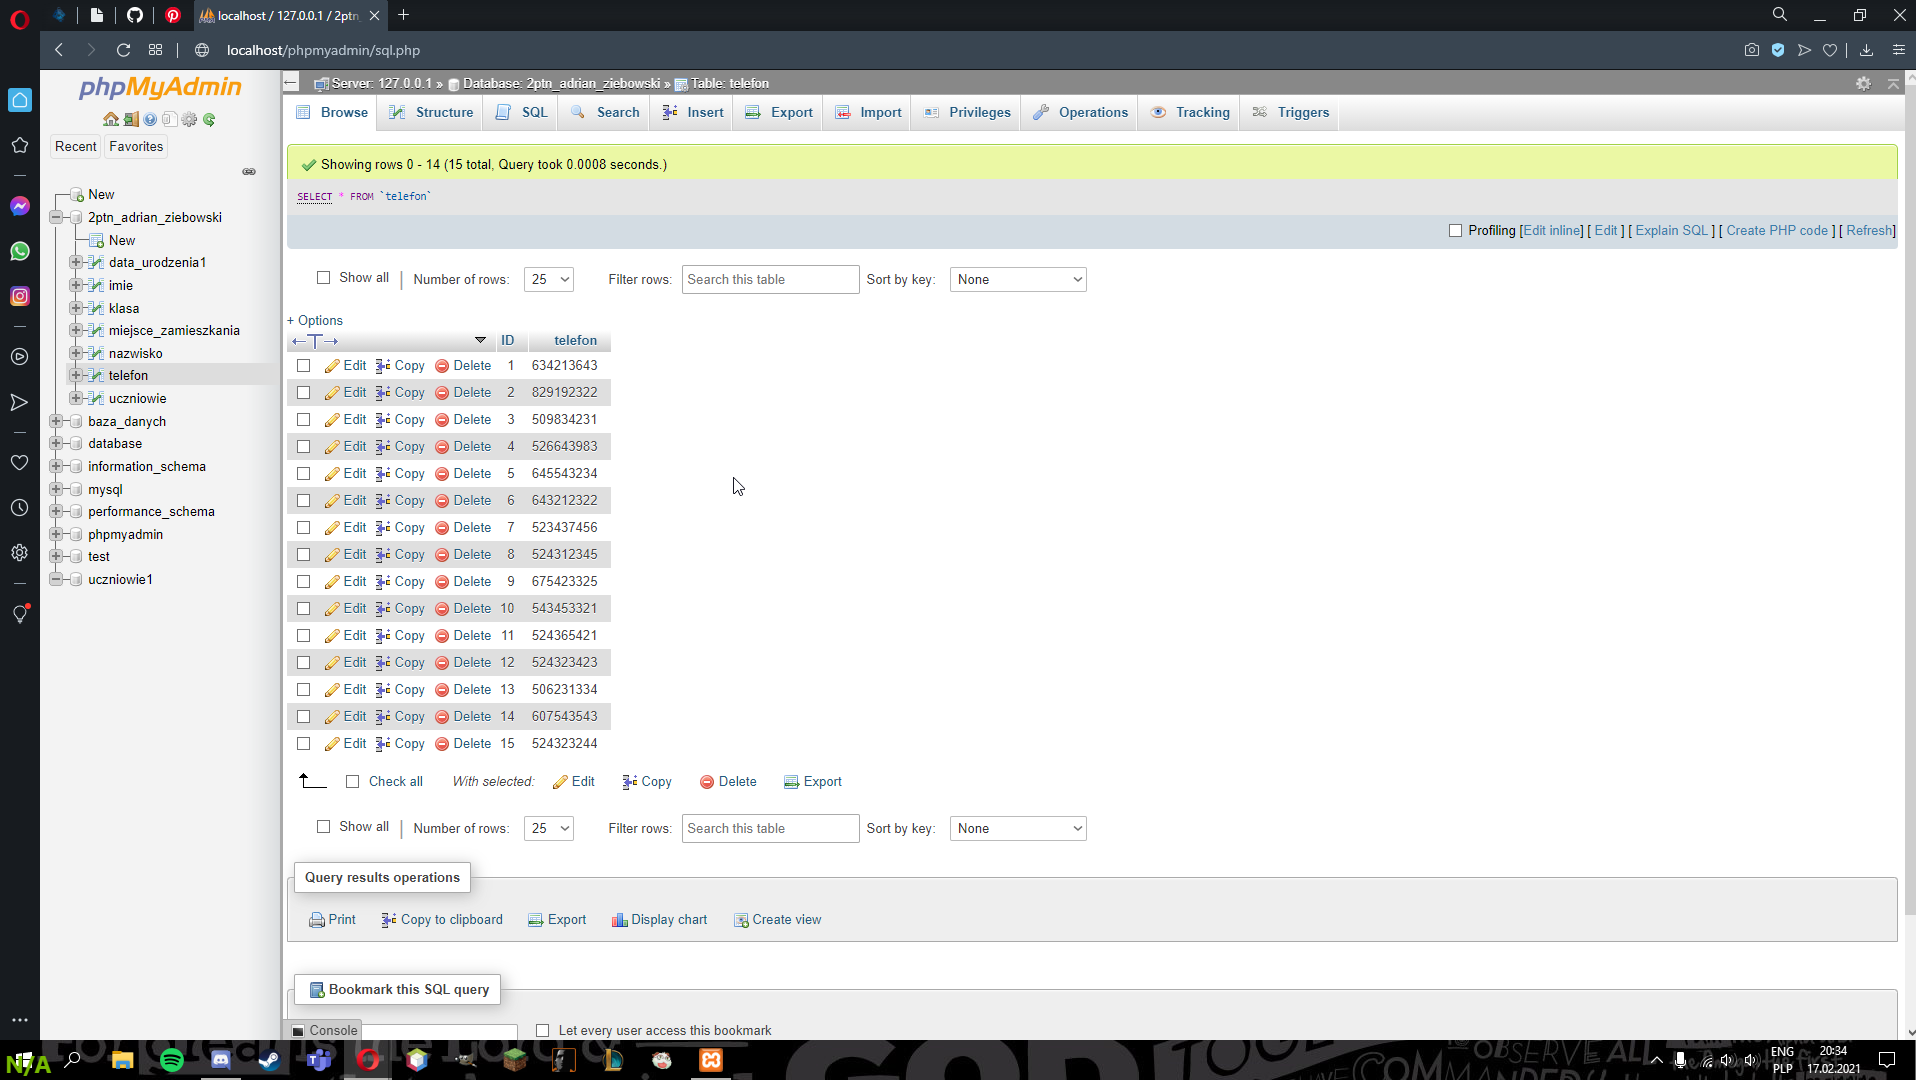 localhost / 127.0.0.1 / 2ptn_
localhost/phpmyadmin/sql.php
phpMyAdmin
Recent
Favorites
New
2ptn_adrian_ziebowski
New
data_urodzenia1
imie
klasa
miejsce_zamieszkania
nazwisko
telefon
uczniowie
baza_danych
database
information_schema
mysql
performance_schema
phpmyadmin
test
uczniowie1
Server: 127.0.0.1 » Database: 2ptn_adrian_ziebowski » Table: telefon
Browse Structure SQL Search Insert Export Import Privileges Operations Tracking Triggers
Showing rows 0 - 14 (15 total, Query took 0.0008 seconds.)
SELECT * FROM `telefon`
Profiling [Edit inline] [ Edit ] [ Explain SQL ] [ Create PHP code ] [ Refresh]
Show all | Number of rows: 25 Filter rows: Search this table Sort by key: None
+ Options
←T→ ID telefon
Edit Copy Delete 1 634213643
Edit Copy Delete 2 829192322
Edit Copy Delete 3 509834231
Edit Copy Delete 4 526643983
Edit Copy Delete 5 645543234
Edit Copy Delete 6 643212322
Edit Copy Delete 7 523437456
Edit Copy Delete 8 524312345
Edit Copy Delete 9 675423325
Edit Copy Delete 10 543453321
Edit Copy Delete 11 524365421
Edit Copy Delete 12 524323423
Edit Copy Delete 13 506231334
Edit Copy Delete 14 607543543
Edit Copy Delete 15 524323244
Check all With selected: Edit Copy Delete Export
Show all | Number of rows: 25 Filter rows: Search this table Sort by key: None
Query results operations
Print Copy to clipboard Export Display chart Create view
Bookmark this SQL query
Console
Let every user access this bookmark
N/A
GOD
OBSERVE ALL
ENG
PLP
20:34
17.02.2021